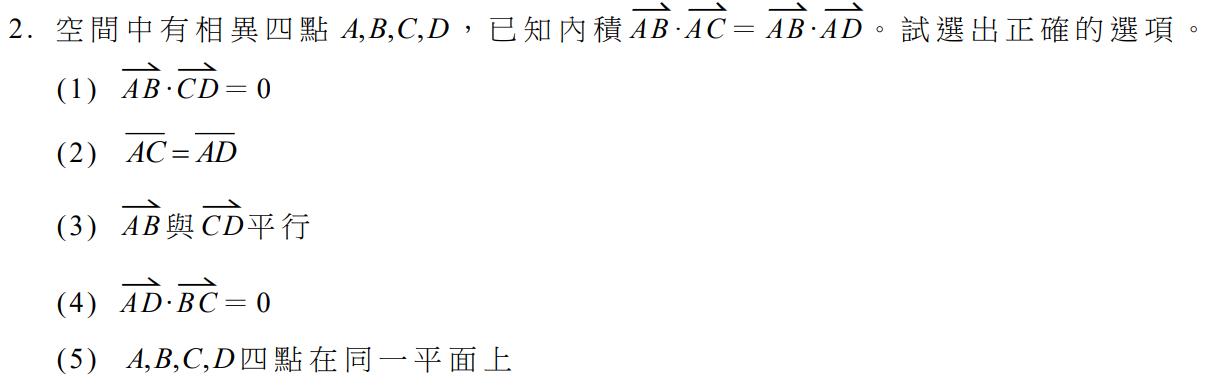 2. 空間中有相異四點 A,B,C,D，已知內積 $\overrightarrow{AB}\cdot\overrightarrow{AC}=\overrightarrow{AB}\cdot\overrightarrow{AD}$。試選出正確的選項。
(1) $\overrightarrow{AB}\cdot\overrightarrow{CD}=0$
(2) $\overline{AC}=\overline{AD}$
(3) $\overrightarrow{AB}$與$\overrightarrow{CD}$平行
(4) $\overrightarrow{AD}\cdot\overrightarrow{BC}=0$
(5) A,B,C,D四點在同一平面上